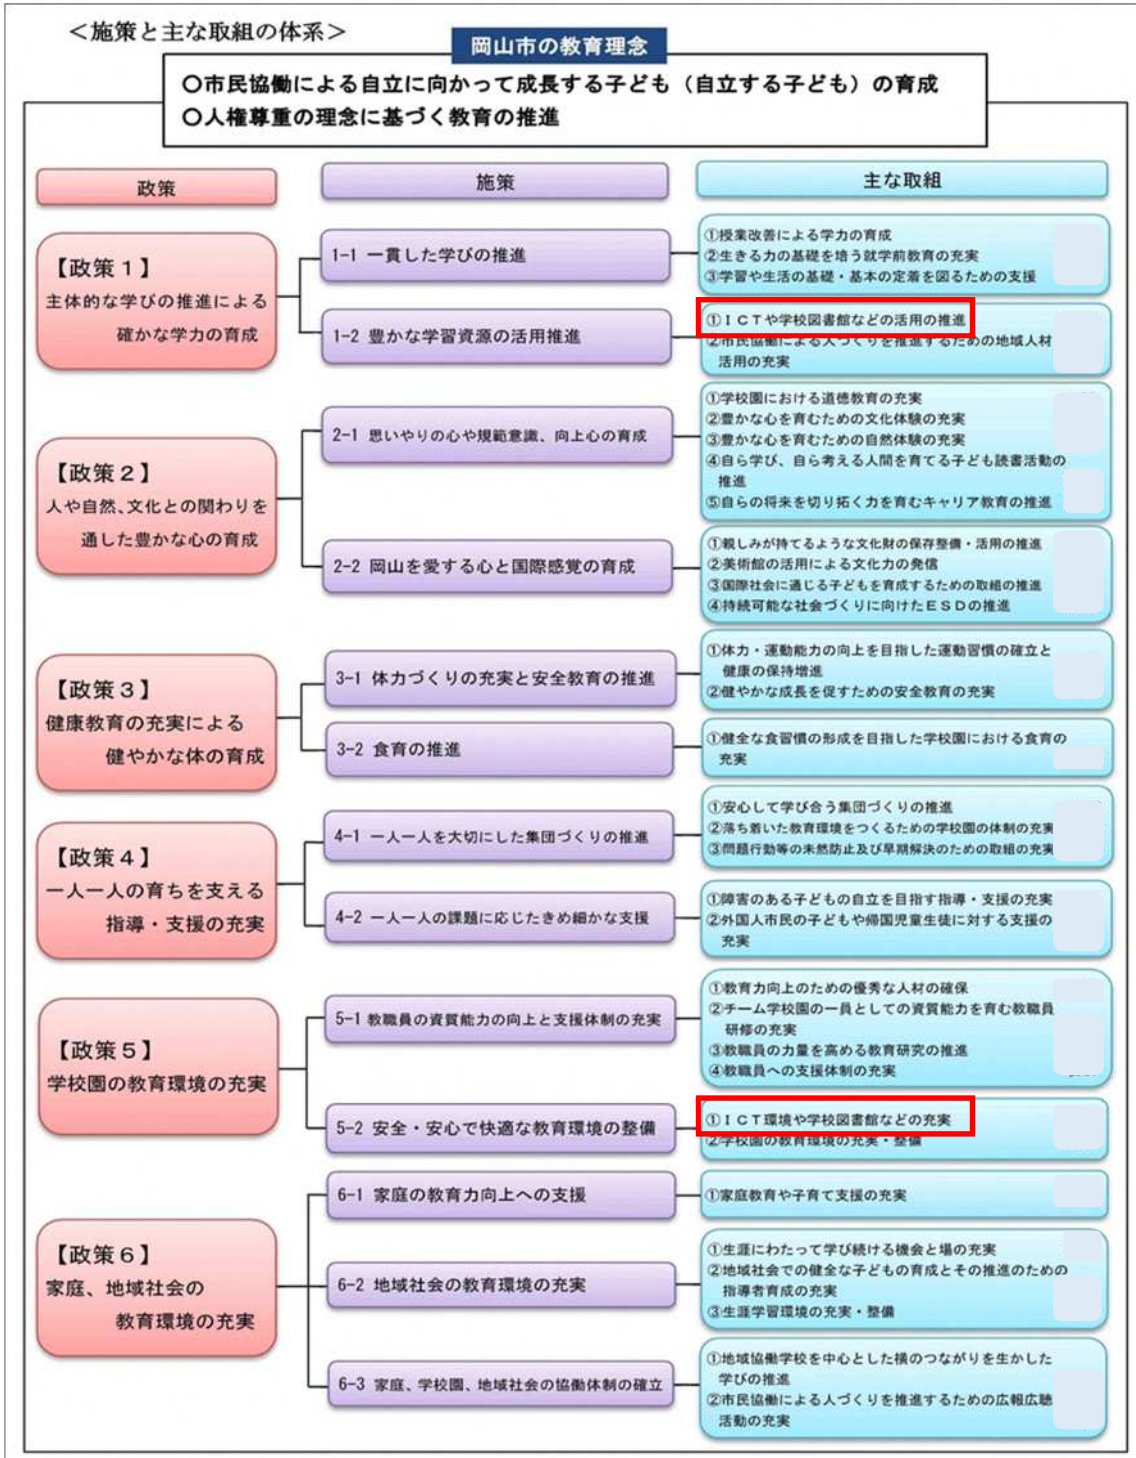 ＜施策と主な取組の体系＞
岡山市の教育理念
○市民協働による自立に向かって成長する子ども（自立する子ども）の育成
○人権尊重の理念に基づく教育の推進
政策
施策
主な取組
【政策１】
主体的な学びの推進による
確かな学力の育成
1-1 一貫した学びの推進
①授業改善による学力の育成
②生きる力の基礎を培う就学前教育の充実
③学習や生活の基礎・基本の定着を図るための支援
1-2 豊かな学習資源の活用推進
①ＩＣＴや学校図書館などの活用の推進
②市民協働による人づくりを推進するための地域人材
活用の充実
【政策２】
人や自然、文化との関わりを
通した豊かな心の育成
2-1 思いやりの心や規範意識、向上心の育成
①学校園における道徳教育の充実
②豊かな心を育むための文化体験の充実
③豊かな心を育むための自然体験の充実
④自ら学び、自ら考える人間を育てる子ども読書活動の
推進
⑤自らの将来を切り拓く力を育むキャリア教育の推進
2-2 岡山を愛する心と国際感覚の育成
①親しみが持てるような文化財の保存整備・活用の推進
②美術館の活用による文化力の発信
③国際社会に通じる子どもを育成するための取組の推進
④持続可能な社会づくりに向けたＥＳＤの推進
【政策３】
健康教育の充実による
健やかな体の育成
3-1 体力づくりの充実と安全教育の推進
①体力・運動能力の向上を目指した運動習慣の確立と
健康の保持増進
②健やかな成長を促すための安全教育の充実
3-2 食育の推進
①健全な食習慣の形成を目指した学校園における食育の
充実
【政策４】
一人一人の育ちを支える
指導・支援の充実
4-1 一人一人を大切にした集団づくりの推進
①安心して学び合う集団づくりの推進
②落ち着いた教育環境をつくるための学校園の体制の充実
③問題行動等の未然防止及び早期解決のための取組の充実
4-2 一人一人の課題に応じたきめ細かな支援
①障害のある子どもの自立を目指す指導・支援の充実
②外国人市民の子どもや帰国児童生徒に対する支援の
充実
【政策５】
学校園の教育環境の充実
5-1 教職員の資質能力の向上と支援体制の充実
①教育力向上のための優秀な人材の確保
②チーム学校園の一員としての資質能力を育む教職員
研修の充実
③教職員の力量を高める教育研究の推進
④教職員への支援体制の充実
5-2 安全・安心で快適な教育環境の整備
①ＩＣＴ環境や学校図書館などの充実
②学校園の教育環境の充実・整備
【政策６】
家庭、地域社会の
教育環境の充実
6-1 家庭の教育力向上への支援
①家庭教育や子育て支援の充実
6-2 地域社会の教育環境の充実
①生涯にわたって学び続ける機会と場の充実
②地域社会での健全な子どもの育成とその推進のための
指導者育成の充実
③生涯学習環境の充実・整備
6-3 家庭、学校園、地域社会の協働体制の確立
①地域協働学校を中心とした横のつながりを生かした
学びの推進
②市民協働による人づくりを推進するための広報広聴
活動の充実